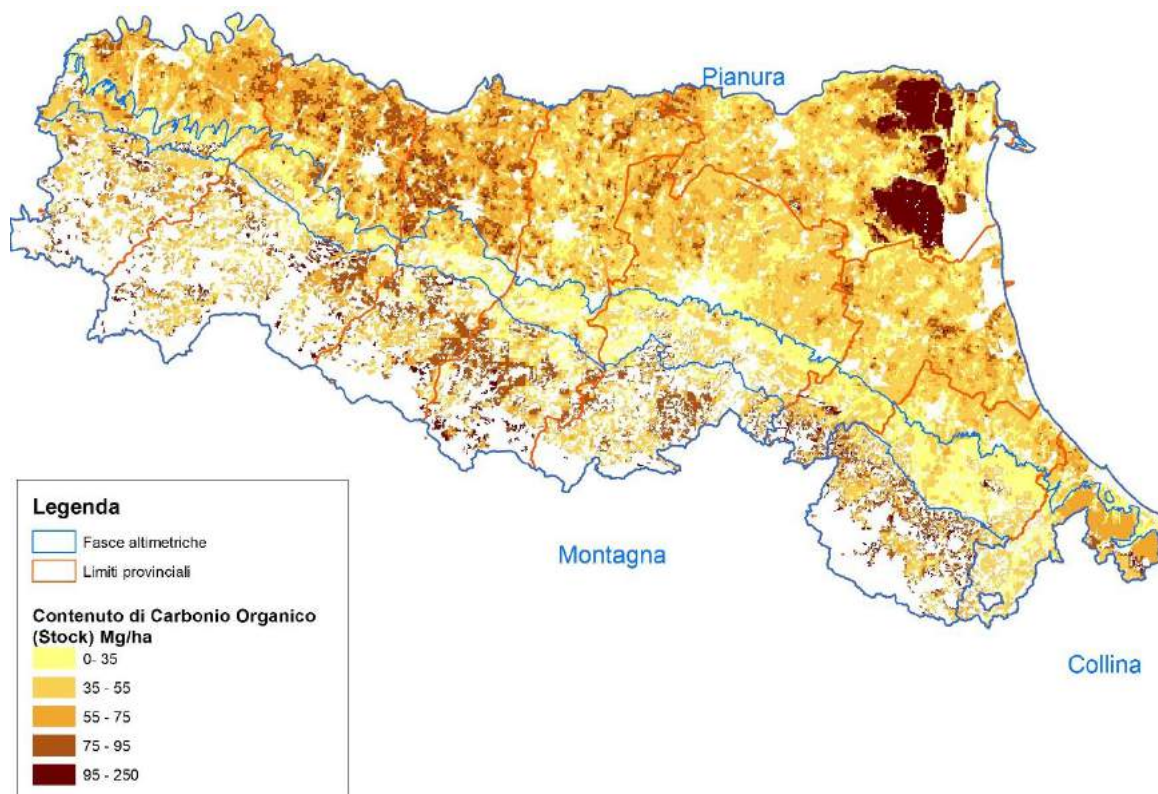 Pianura
Montagna
Collina
Legenda
Fasce altimetriche
Limiti provinciali
Contenuto di Carbonio Organico
(Stock) Mg/ha
0- 35
35 - 55
55 - 75
75 - 95
95 - 250